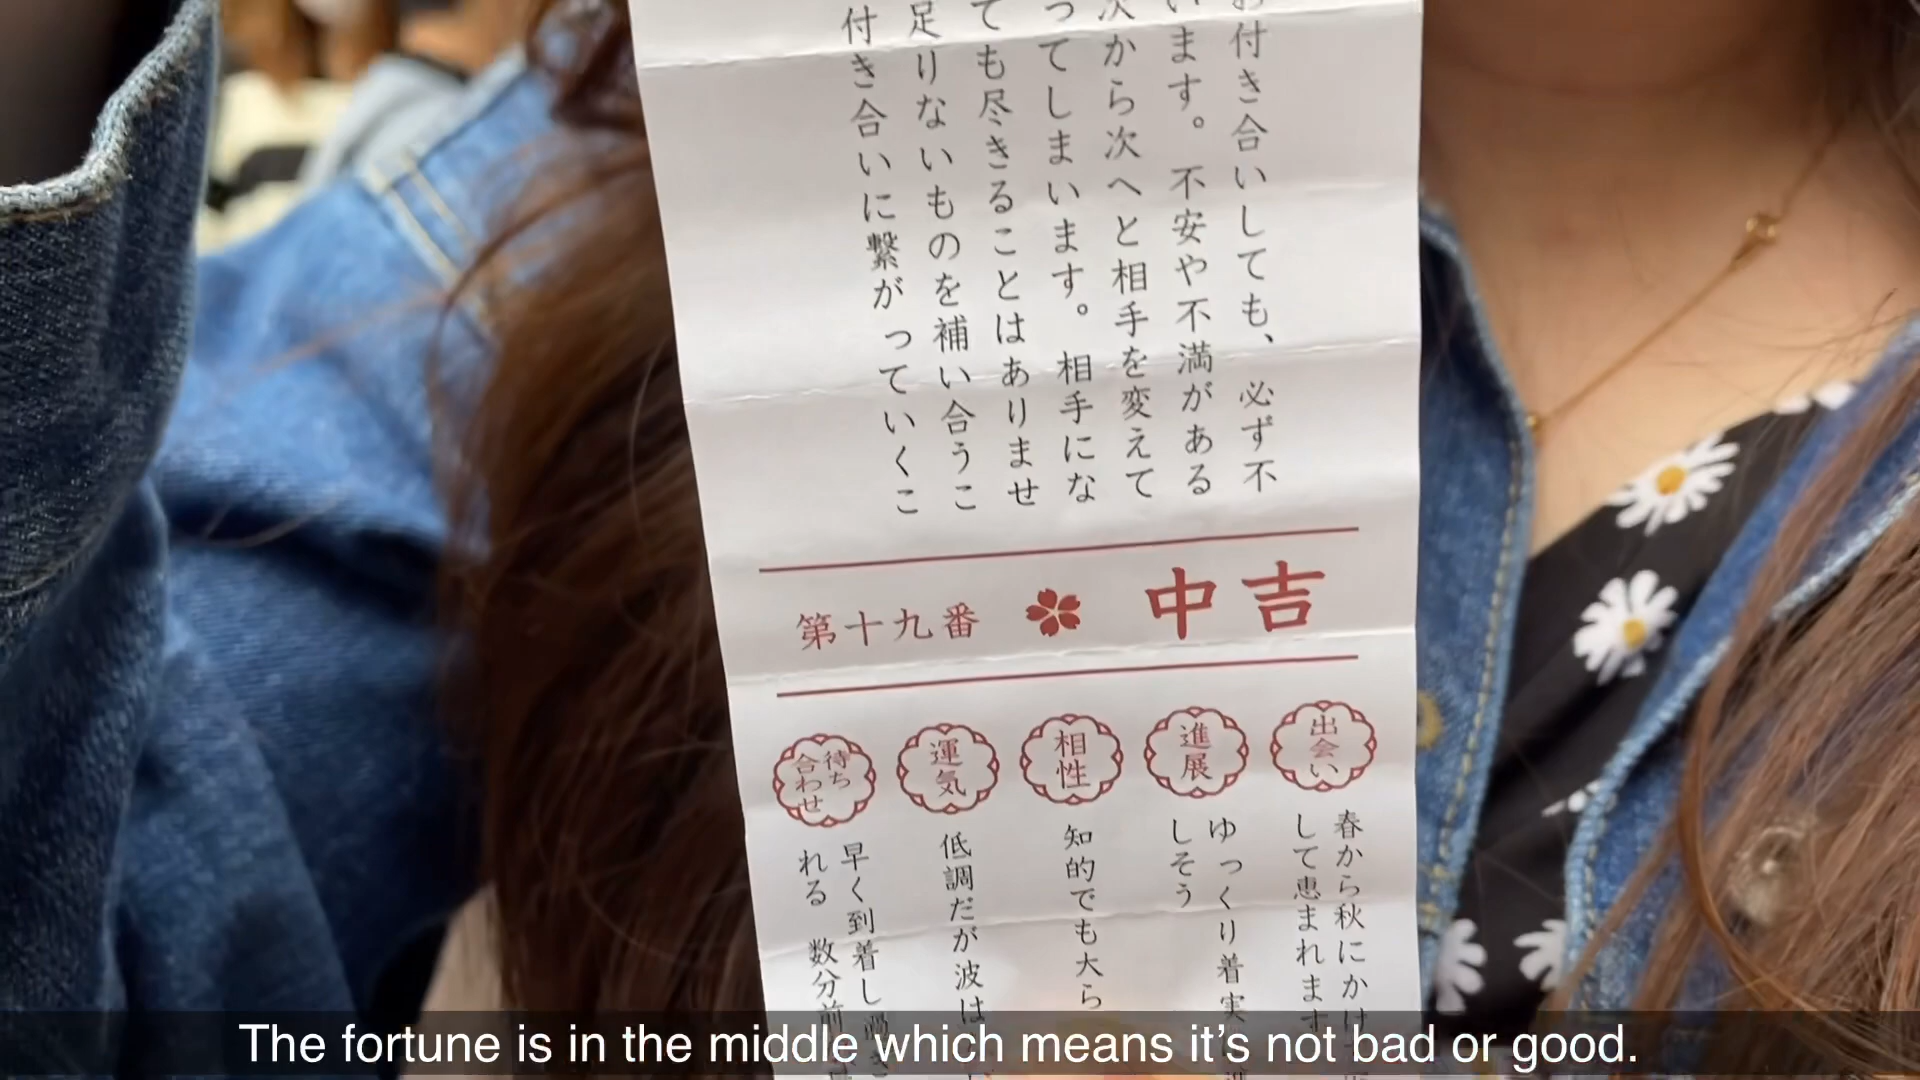 お付き合いしても、必ず不
います。不安や不満がある
次から次へと相手を変えて
ってしまいます。相手にな
ても尽きることはありませ
足りないものを補い合うこ
付き合いに繋がっていくこ
第十九番 中吉
出会い
春から秋にかけ
して恵まれます
進展
ゆっくり着実
しそう
相性
知的でも大ら
運気
低調だが波は
待ち合わせ
早く到着し
れる 数分前
The fortune is in the middle which means it’s not bad or good.